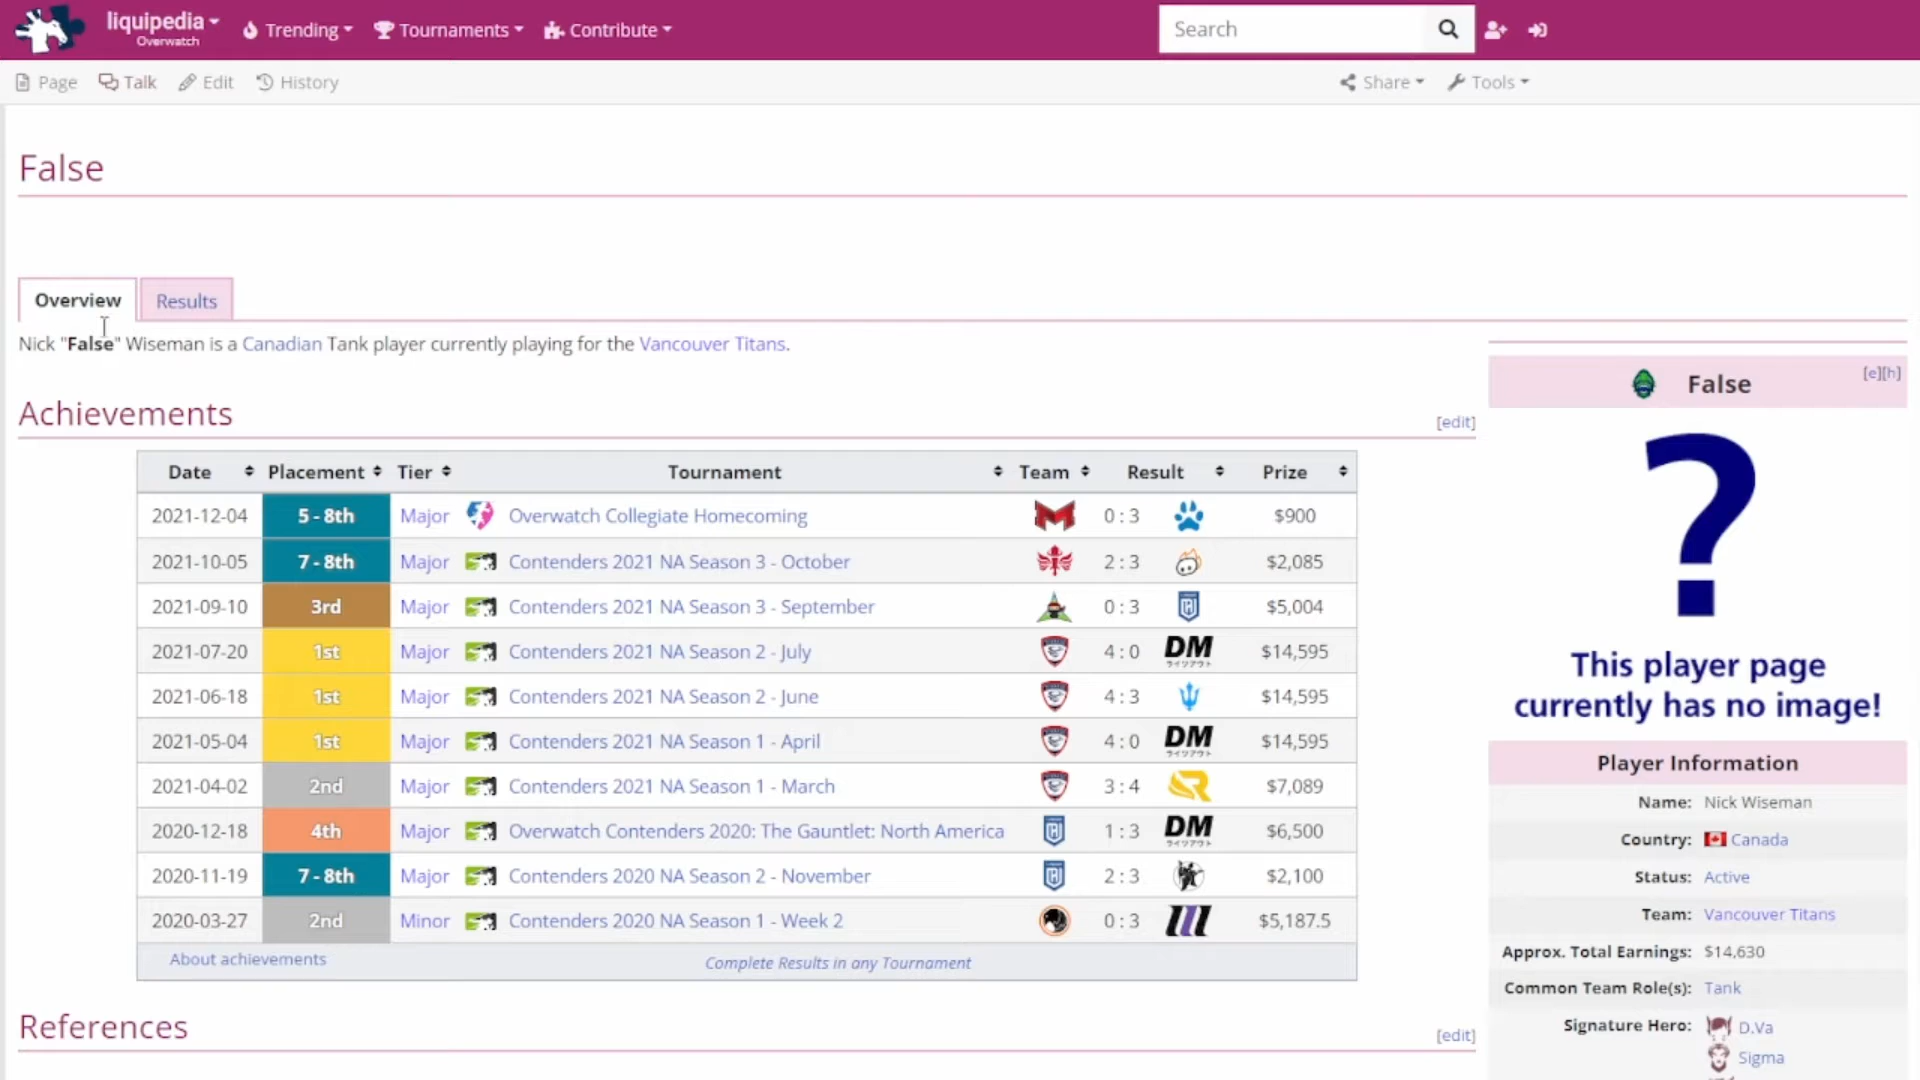 liquipedia
Overwatch
Trending
Tournaments
Contribute
Search
Page Talk Edit History
Share Tools
False
Overview Results
Nick "False" Wiseman is a Canadian Tank player currently playing for the Vancouver Titans.
Achievements
[edit]
Date Placement Tier Tournament Team Result Prize
2021-12-04 5 - 8th Major Overwatch Collegiate Homecoming 0 : 3 $900
2021-10-05 7 - 8th Major Contenders 2021 NA Season 3 - October 2 : 3 $2,085
2021-09-10 3rd Major Contenders 2021 NA Season 3 - September 0 : 3 $5,004
2021-07-20 1st Major Contenders 2021 NA Season 2 - July 4 : 0 DM $14,595
2021-06-18 1st Major Contenders 2021 NA Season 2 - June 4 : 3 $14,595
2021-05-04 1st Major Contenders 2021 NA Season 1 - April 4 : 0 DM $14,595
2021-04-02 2nd Major Contenders 2021 NA Season 1 - March 3 : 4 $7,089
2020-12-18 4th Major Overwatch Contenders 2020: The Gauntlet: North America 1 : 3 DM $6,500
2020-11-19 7 - 8th Major Contenders 2020 NA Season 2 - November 2 : 3 $2,100
2020-03-27 2nd Minor Contenders 2020 NA Season 1 - Week 2 0 : 3 $5,187.5
About achievements
Complete Results in any Tournament
References
[edit]
False
[e][h]
?
This player page
currently has no image!
Player Information
Name: Nick Wiseman
Country: Canada
Status: Active
Team: Vancouver Titans
Approx. Total Earnings: $14,630
Common Team Role(s): Tank
Signature Hero: D.Va
Sigma